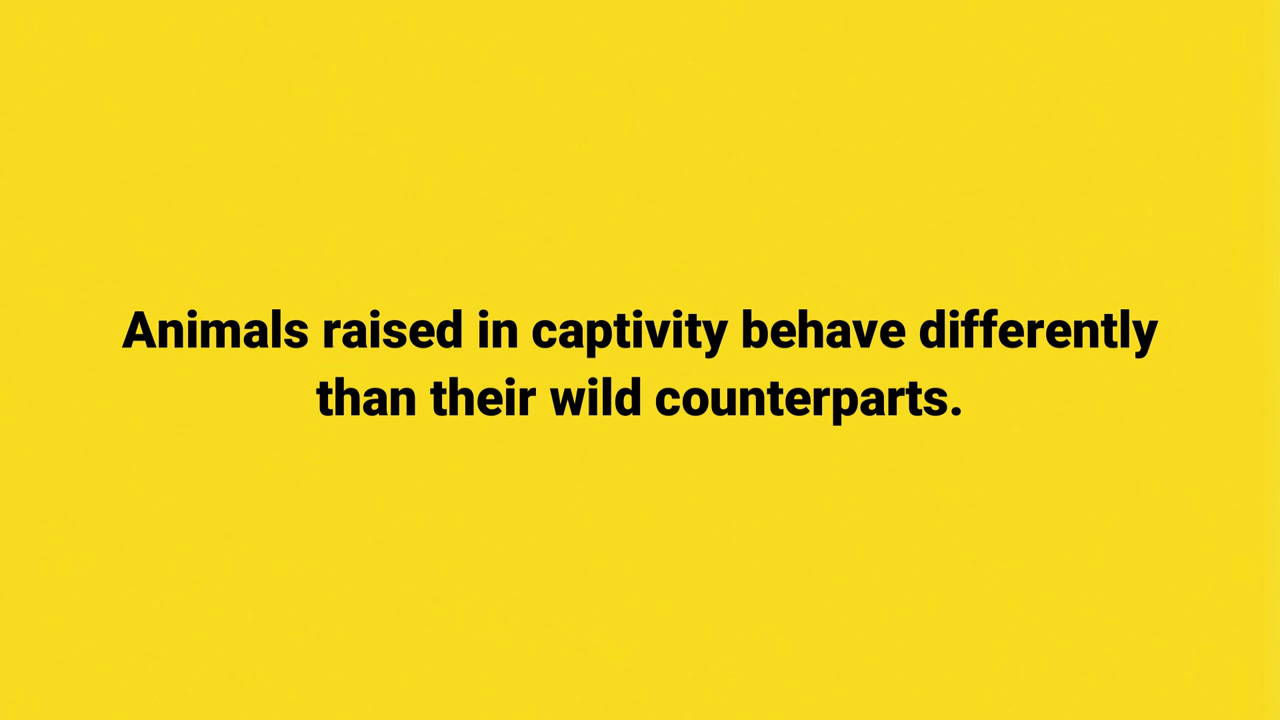 Animals raised in captivity behave differently
than their wild counterparts.